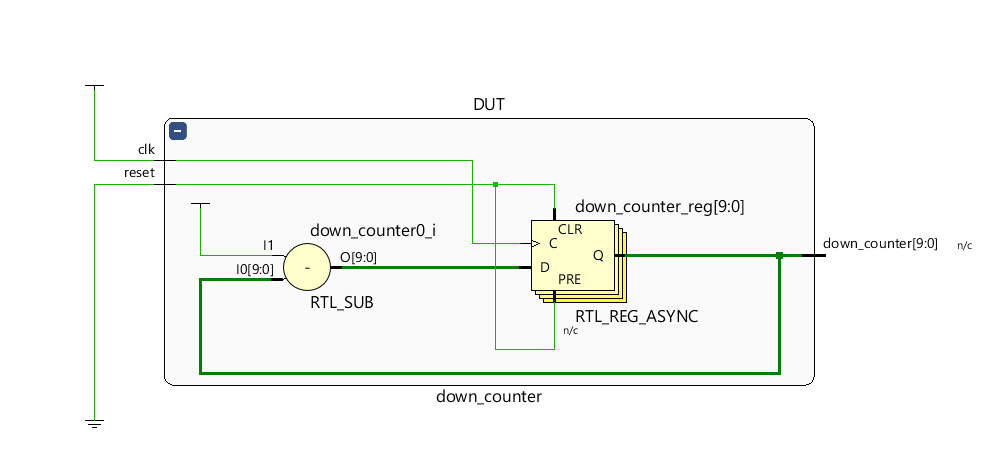 DUT
clk
reset
down_counter_reg[9:0]
down_counter0_i
CLR
C
I1
O[9:0]
down_counter[9:0]
n/c
I0[9:0]
-
D
Q
PRE
RTL_SUB
RTL_REG_ASYNC
n/c
down_counter